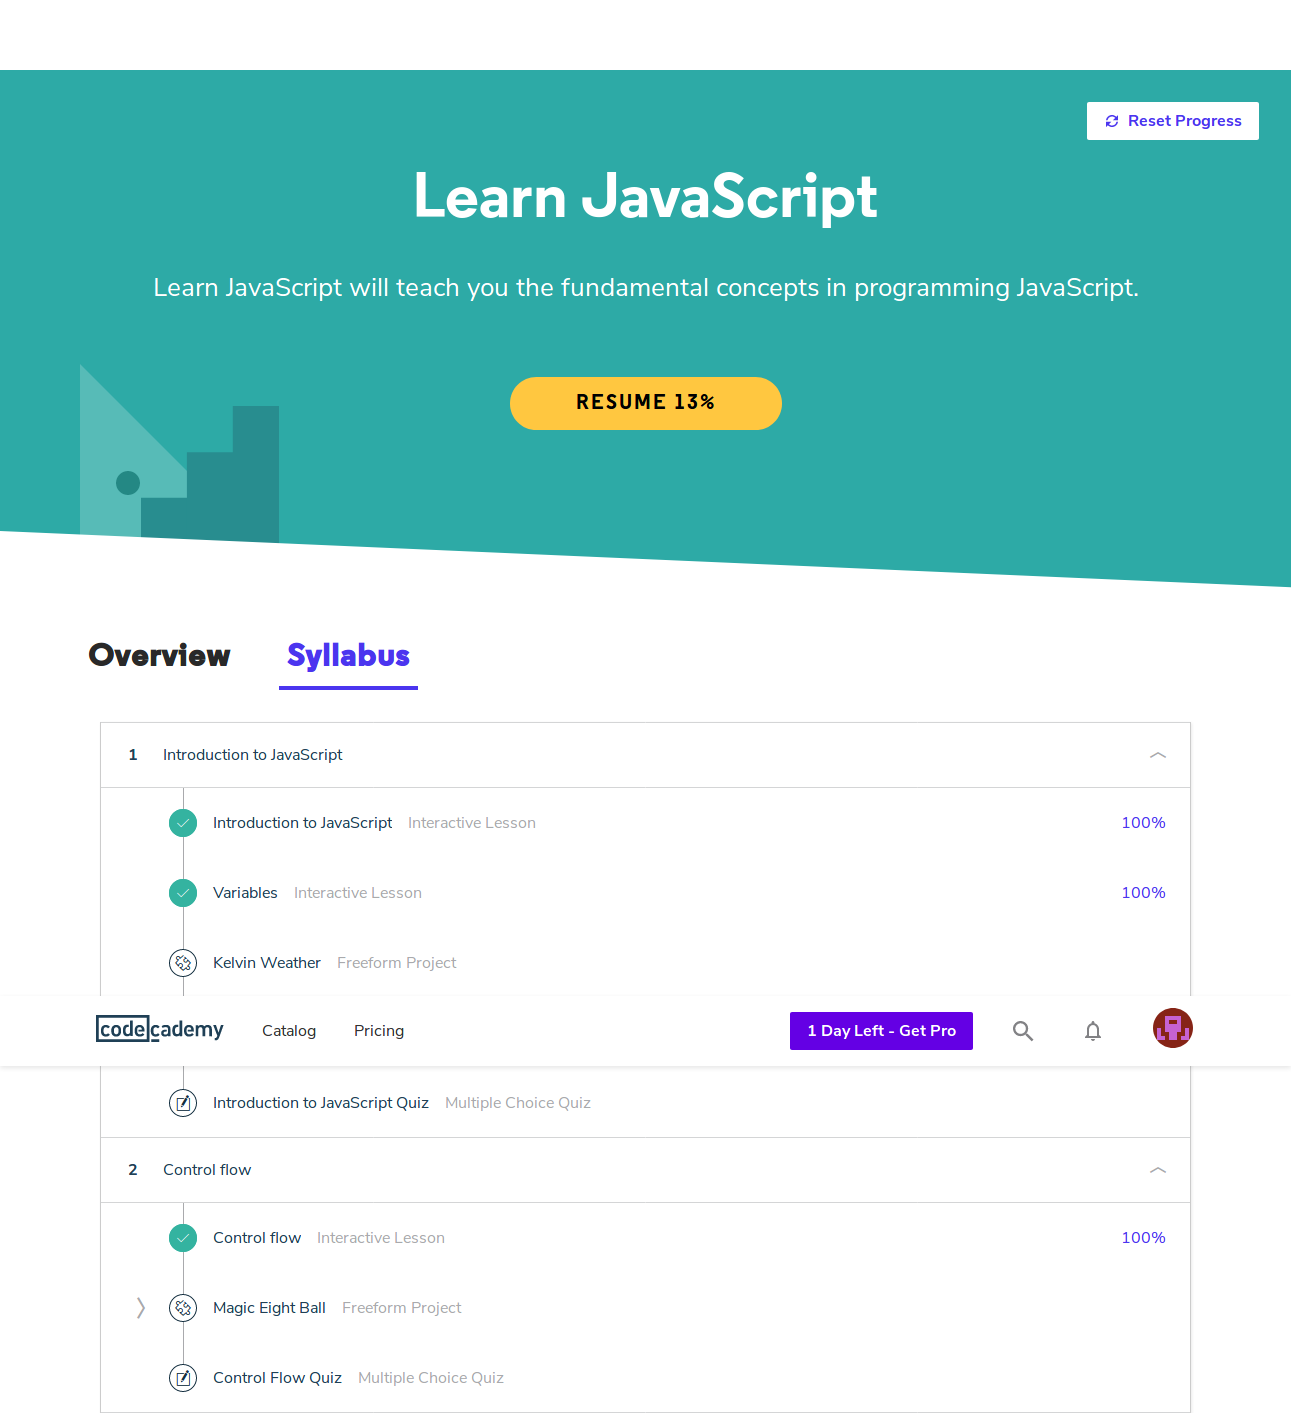 Reset Progress
Learn JavaScript
Learn JavaScript will teach you the fundamental concepts in programming JavaScript.
RESUME 13%
Overview Syllabus
1 Introduction to JavaScript
Introduction to JavaScript Interactive Lesson 100%
Variables Interactive Lesson 100%
Kelvin Weather Freeform Project
codecademy Catalog Pricing 1 Day Left - Get Pro
Introduction to JavaScript Quiz Multiple Choice Quiz
2 Control flow
Control flow Interactive Lesson 100%
Magic Eight Ball Freeform Project
Control Flow Quiz Multiple Choice Quiz